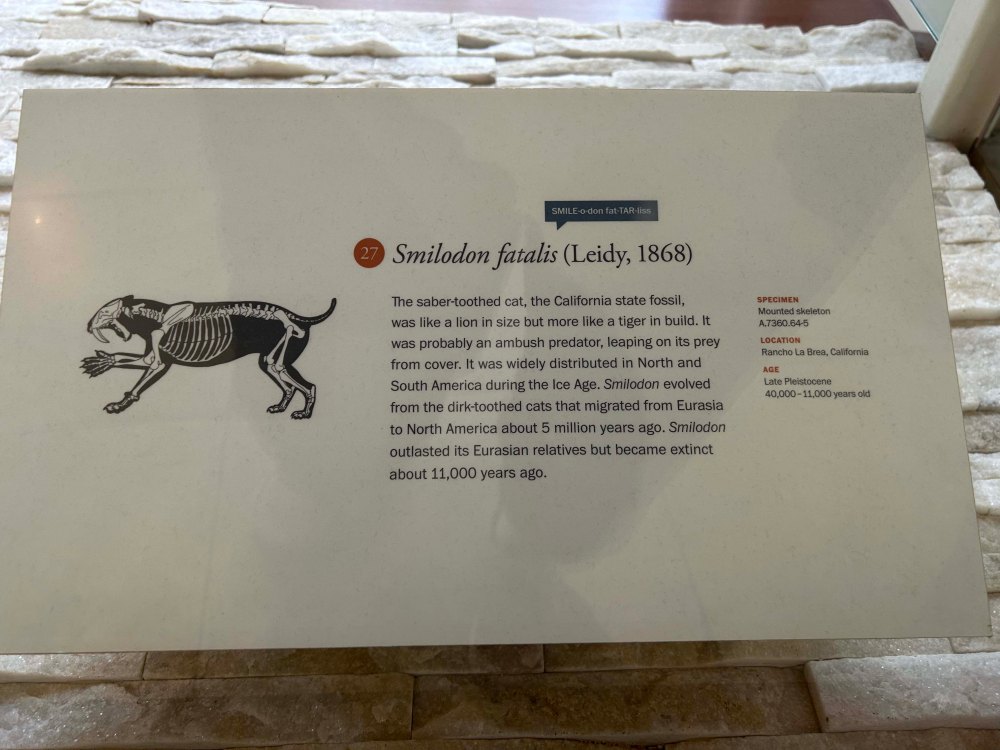 SMILE-o-don fat-TAR-liss
27 Smilodon fatalis (Leidy, 1868)
The saber-toothed cat, the California state fossil,
was like a lion in size but more like a tiger in build. It
was probably an ambush predator, leaping on its prey
from cover. It was widely distributed in North and
South America during the Ice Age. Smilodon evolved
from the dirk-toothed cats that migrated from Eurasia
to North America about 5 million years ago. Smilodon
outlasted its Eurasian relatives but became extinct
about 11,000 years ago.
SPECIMEN
Mounted skeleton
A.7360.64-5
LOCATION
Rancho La Brea, California
AGE
Late Pleistocene
40,000–11,000 years old